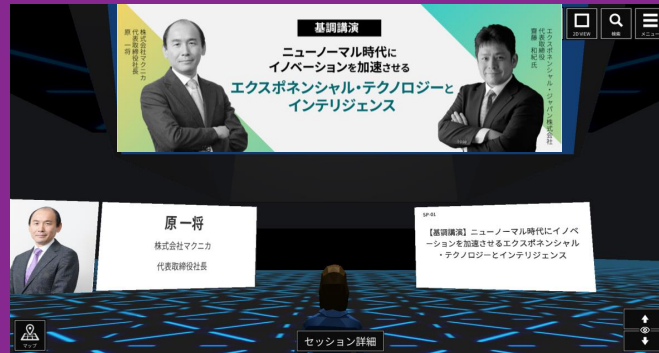 基調講演
ニューノーマル時代に
イノベーションを加速させる
エクスポネンシャル・テクノロジーと
インテリジェンス
株式会社マクニカ
代表取締役社長
原 一将
エクスポネンシャル・ジャパン株式会社
代表取締役
齋藤 和紀 氏
2D VIEW
検索
メニュー
原 一将
株式会社マクニカ
代表取締役社長
SP-01
【基調講演】ニューノーマル時代にイノベ
ーションを加速させるエクスポネンシャル
・テクノロジーとインテリジェンス
マップ
セッション詳細